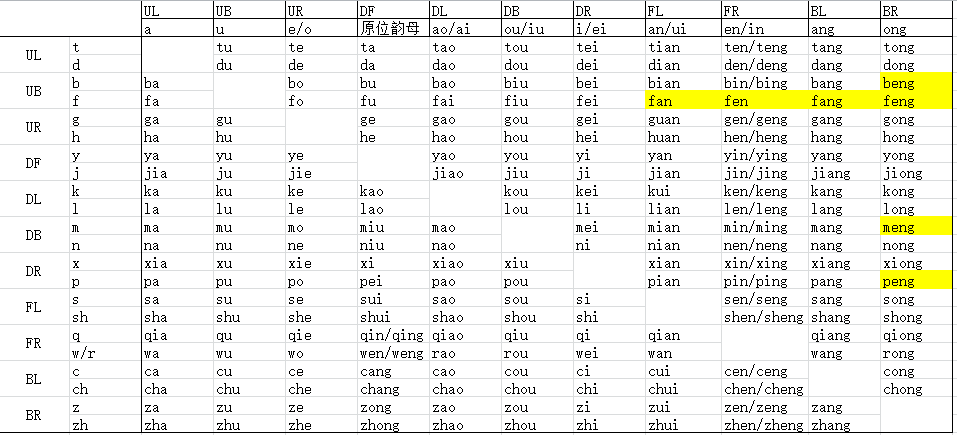 UL UB UR DF DL DB DR FL FR BL BR
a u e/o 原位韵母 ao/ai ou/iu i/ei an/ui en/in ang ong
UL
t tu te ta tao tou tei tian ten/teng tang tong
d du de da dao dou dei dian den/deng dang dong
UB
b ba bo bu bao biu bei bian bin/bing bang beng
f fa fo fu fai fiu fei fan fen fang feng
UR
g ga gu ge gao gou gei guan gen/geng gang gong
h ha hu he hao hou hei huan hen/heng hang hong
DF
y ya yu ye yao you yi yan yin/ying yang yong
j jia ju jie jiao jiu ji jian jin/jing jiang jiong
DL
k ka ku ke kao kou kei kui ken/keng kang kong
l la lu le lao lou lei lian len/leng lang long
DB
m ma mu mo miu mao mei mian min/ming mang meng
n na nu ne niu nao ni nian nen/neng nang nong
DR
x xia xu xie xi xiao xiu xian xin/xing xiang xiong
p pa pu po pei pao pou pian pin/ping pang peng
FL
s sa su se sui sao sou si sen/seng sang song
sh sha shu she shui shao shou shi shen/sheng shang shong
FR
q qia qu qie qin/qing qiao qiu qi qian qiang qiong
w/r wa wu wo wen/weng rao rou wei wan wang rong
BL
c ca cu ce cang cao cou ci cui cen/ceng cong
ch cha chu che chang chao chou chi chui chen/cheng chong
BR
z za zu ze zong zao zou zi zui zen/zeng zang
zh zha zhu zhe zhong zhao zhou zhi zhui zhen/zheng zhang